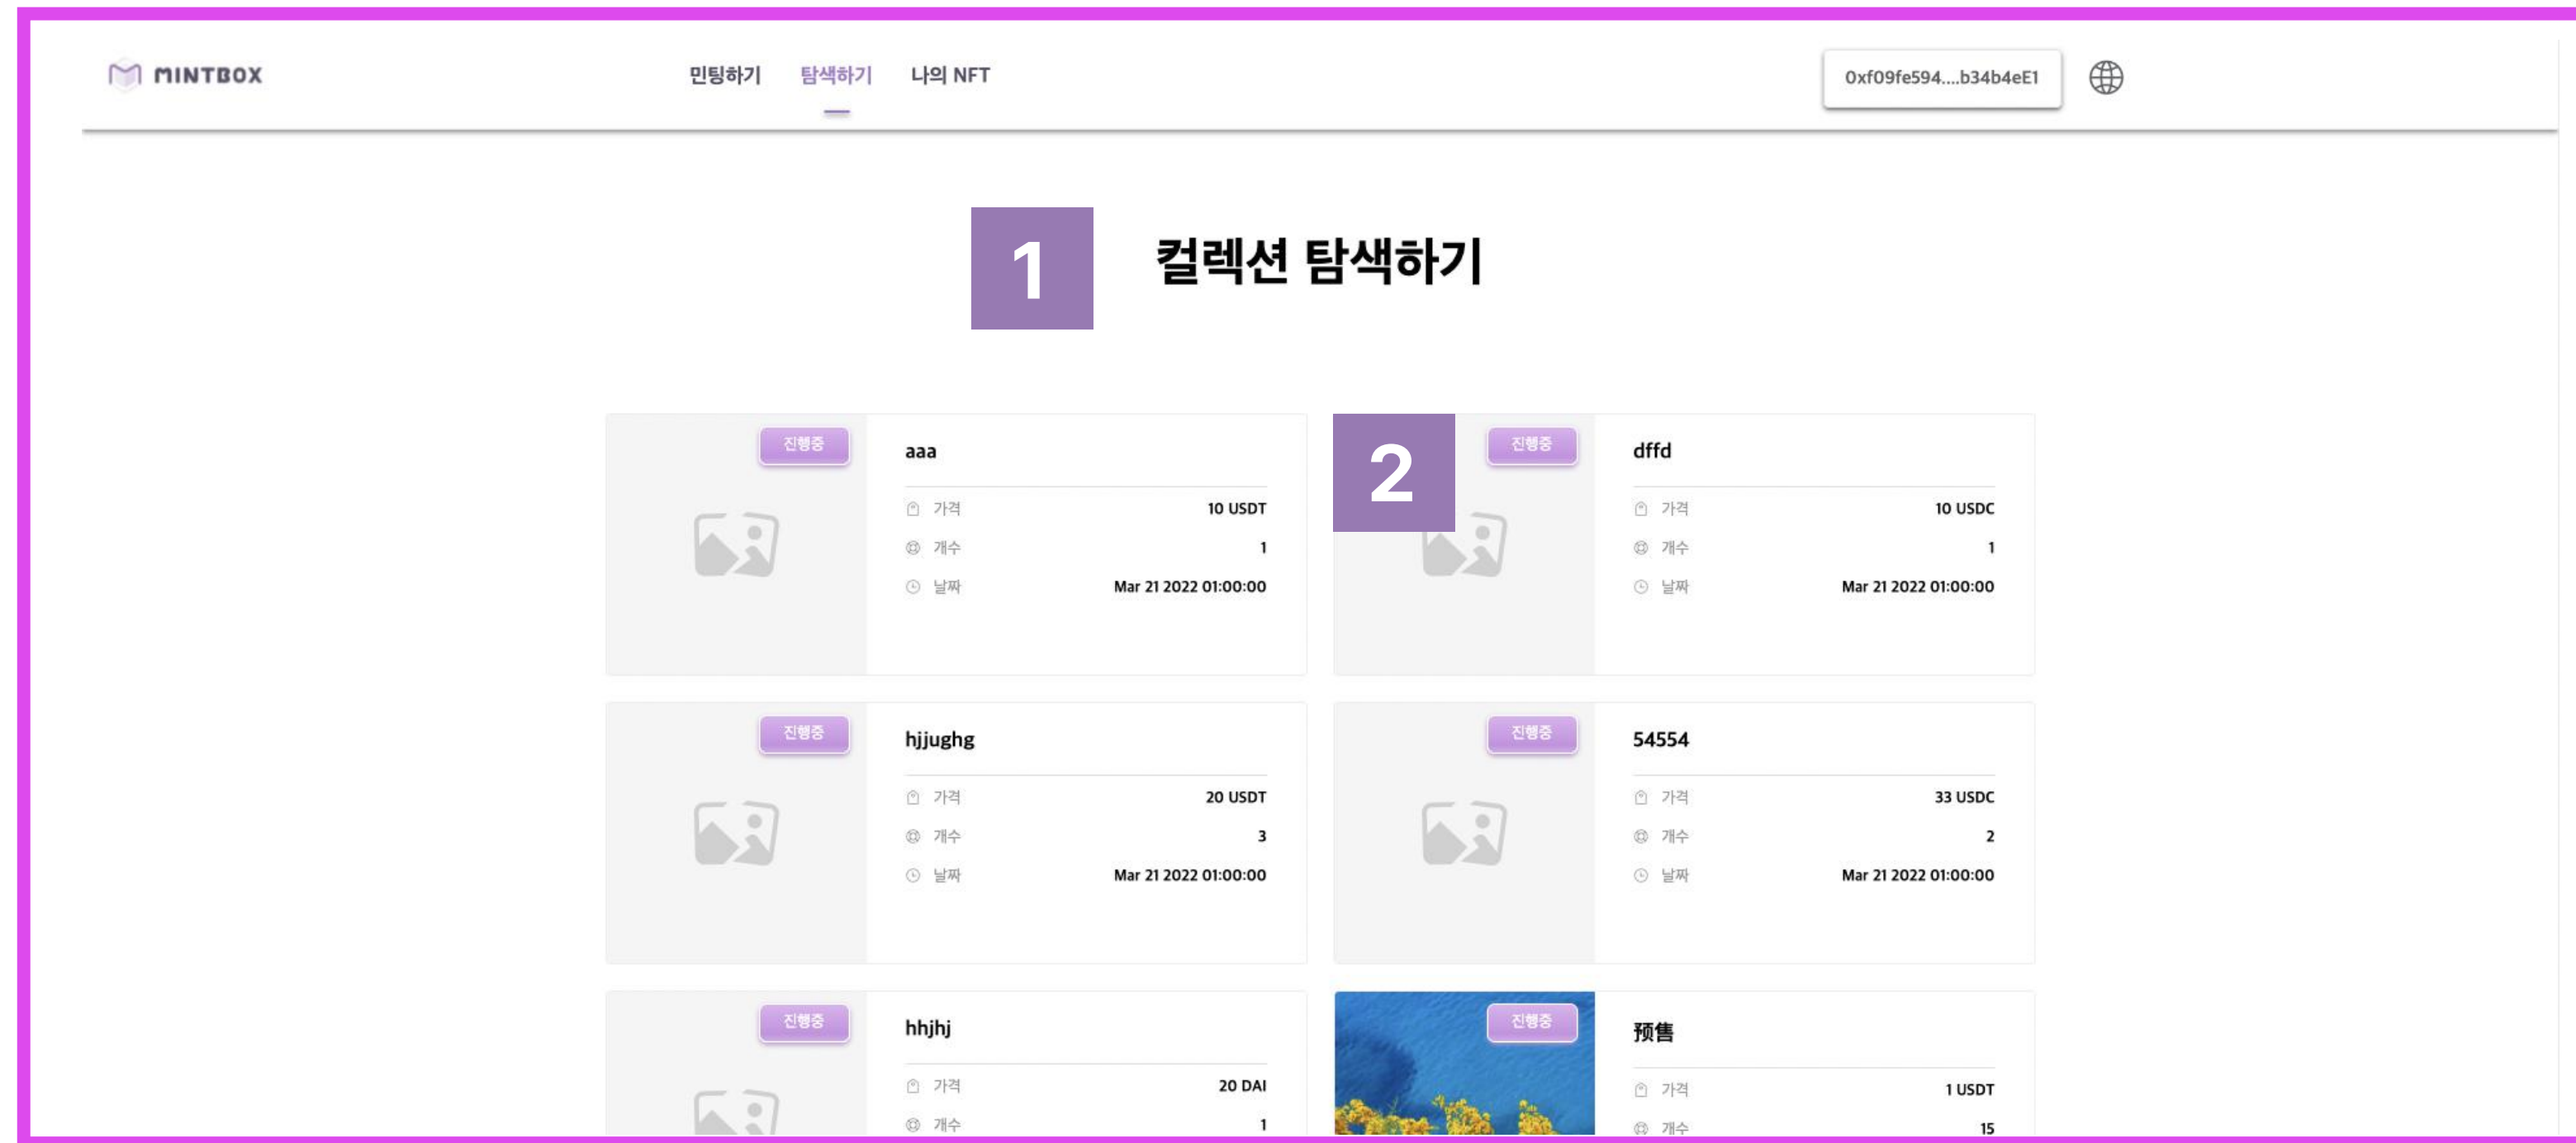 MINTBOX
민팅하기 탐색하기 나의 NFT
0xf09fe594....b34b4eE1
1
컬렉션 탐색하기
진행중
aaa
가격 10 USDT
개수 1
날짜 Mar 21 2022 01:00:00
2
진행중
dffd
가격 10 USDC
개수 1
날짜 Mar 21 2022 01:00:00
진행중
hjjughg
가격 20 USDT
개수 3
날짜 Mar 21 2022 01:00:00
진행중
54554
가격 33 USDC
개수 2
날짜 Mar 21 2022 01:00:00
진행중
hhjhj
가격 20 DAI
개수 1
진행중
预售
가격 1 USDT
개수 15